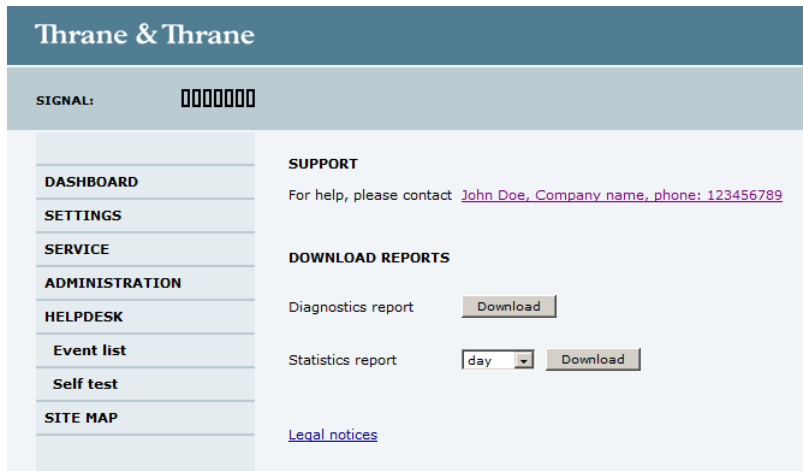 Thrane & Thrane
SIGNAL:
DASHBOARD
SETTINGS
SERVICE
ADMINISTRATION
HELPDESK
Event list
Self test
SITE MAP
SUPPORT
For help, please contact John Doe, Company name, phone: 123456789
DOWNLOAD REPORTS
Diagnostics report Download
Statistics report day Download
Legal notices